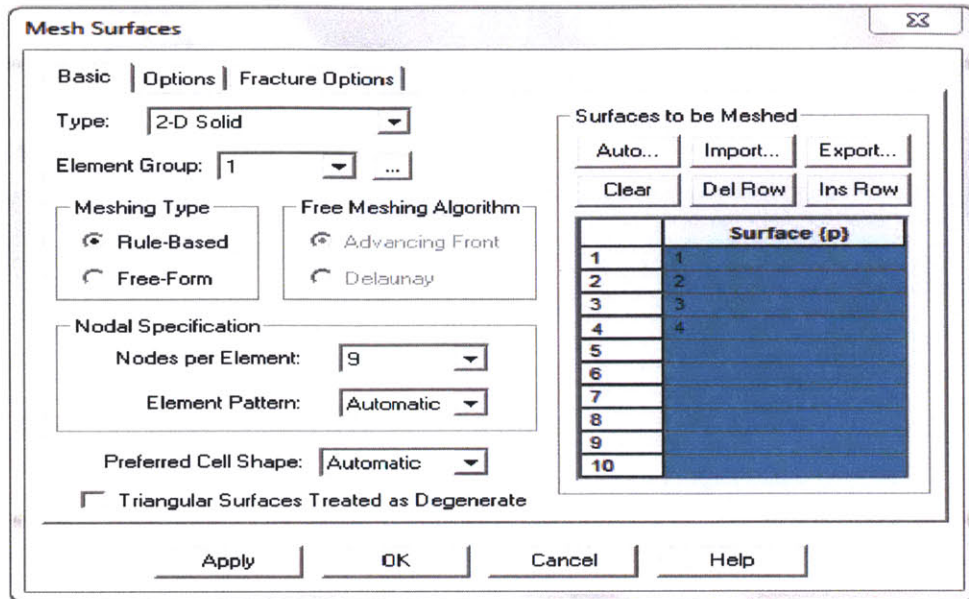 Mesh Surfaces
Basic Options Fracture Options
Type: 2-D Solid
Element Group: 1 ...
Meshing Type
Rule-Based
Free-Form
Free Meshing Algorithm
Advancing Front
Delaunay
Nodal Specification
Nodes per Element: 9
Element Pattern: Automatic
Preferred Cell Shape: Automatic
Triangular Surfaces Treated as Degenerate
Surfaces to be Meshed
Auto... Import... Export...
Clear Del Row Ins Row
Surface {p}
1 1
2 2
3 3
4 4
5
6
7
8
9
10
Apply OK Cancel Help